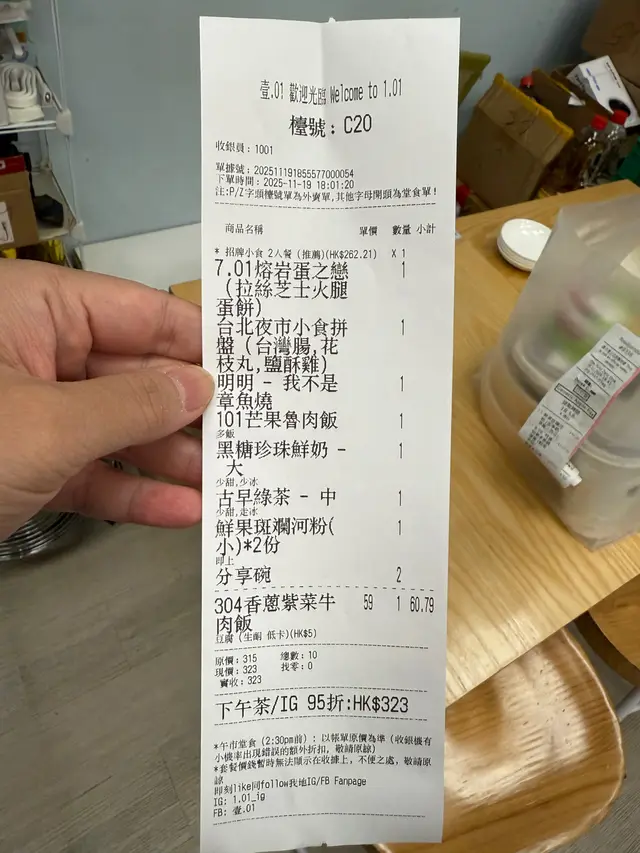 壹.01 歡迎光臨 Welcome to 1.01
檯號：C20
收銀員：1001
單據號：202511191855577000054
下單時間：2025-11-19 18:01:20
注:P/Z字頭檯號單為外賣單,其他字母開頭為堂食單!
商品名稱 單價 數量 小計
* 招牌小食 2人餐 (推薦)(HK$262.21) X 1
7.01熔岩蛋之戀 1
(拉絲芝士火腿
蛋餅)
台北夜市小食拼 1
盤 (台灣腸,花
枝丸,鹽酥雞)
明明 - 我不是 1
章魚燒
101芒果魯肉飯 1
多飯
黑糖珍珠鮮奶 - 1
大
少甜,少冰
古早綠茶 - 中 1
少甜,走冰
鮮果斑斕河粉( 1
小)*2份
即上
分享碗 2
304香蔥紫菜牛 59 1 60.79
肉飯
豆腐 (生酮 低卡)(HK$5)
原價：315 總數：10
現價：323 找零：0
實收：323
下午茶/IG 95折:HK$323
*午市堂食 (2:30pm前)：以帳單原價為準 (收銀機有
小機率出現錯誤的額外折扣，敬請原諒)
*套餐價錢暫時無法顯示在收據上，不便之處，敬請原
諒
即刻like同follow我地IG/FB Fanpage
IG: 1.01_ig
FB: 壹.01